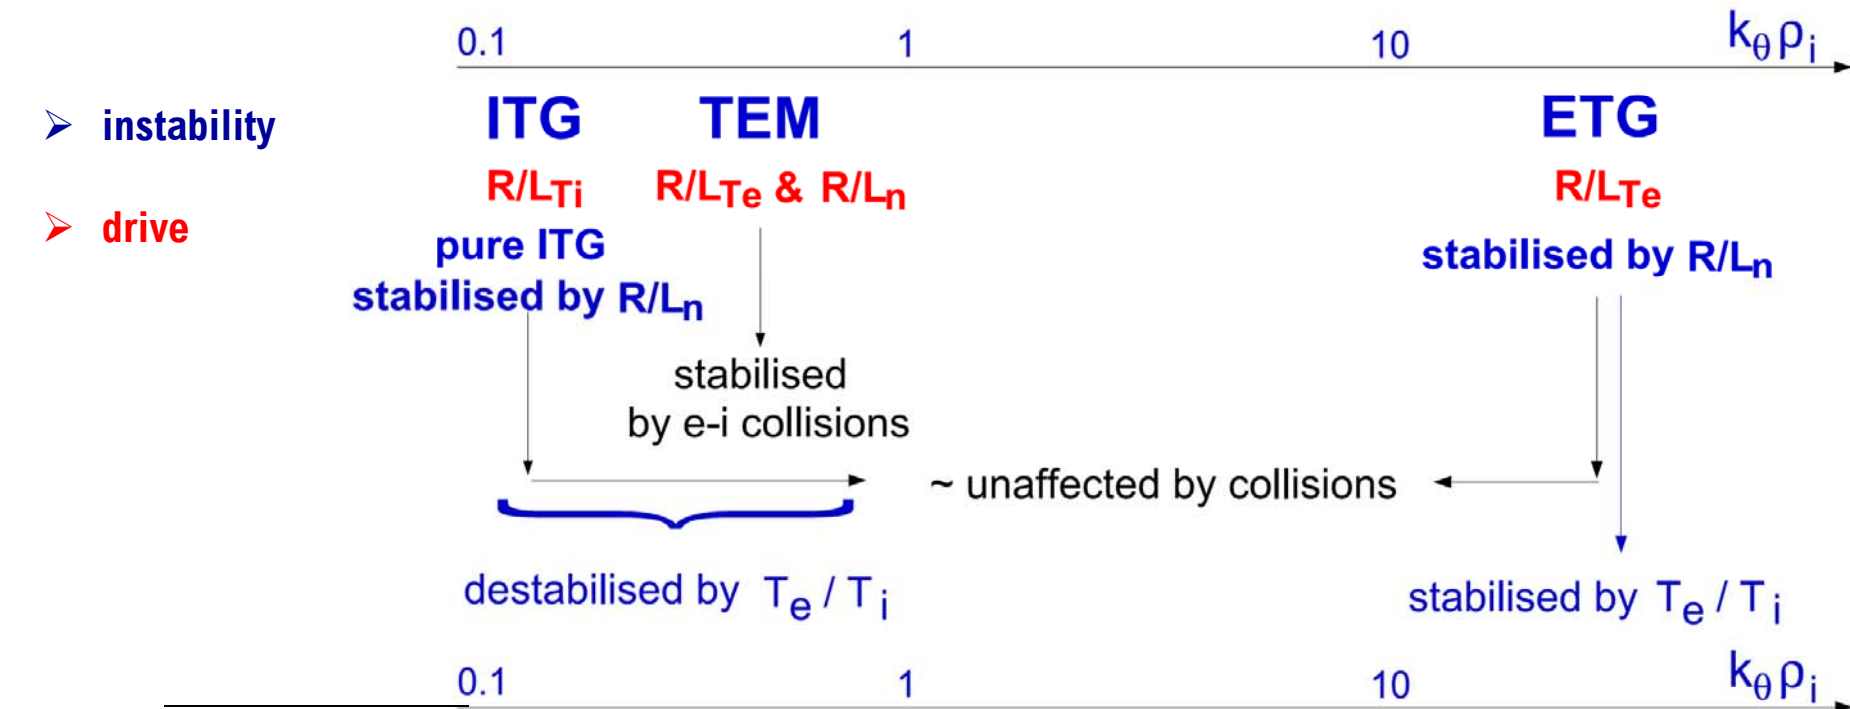 0.1 1 10 kθρi
ITG TEM ETG
➢ instability
R/LTi R/LTe & R/Ln R/LTe
➢ drive
pure ITG
stabilised by R/Ln
stabilised by R/Ln
stabilised
by e-i collisions
~ unaffected by collisions
destabilised by Te / Ti
stabilised by Te / Ti
0.1 1 10 kθρi